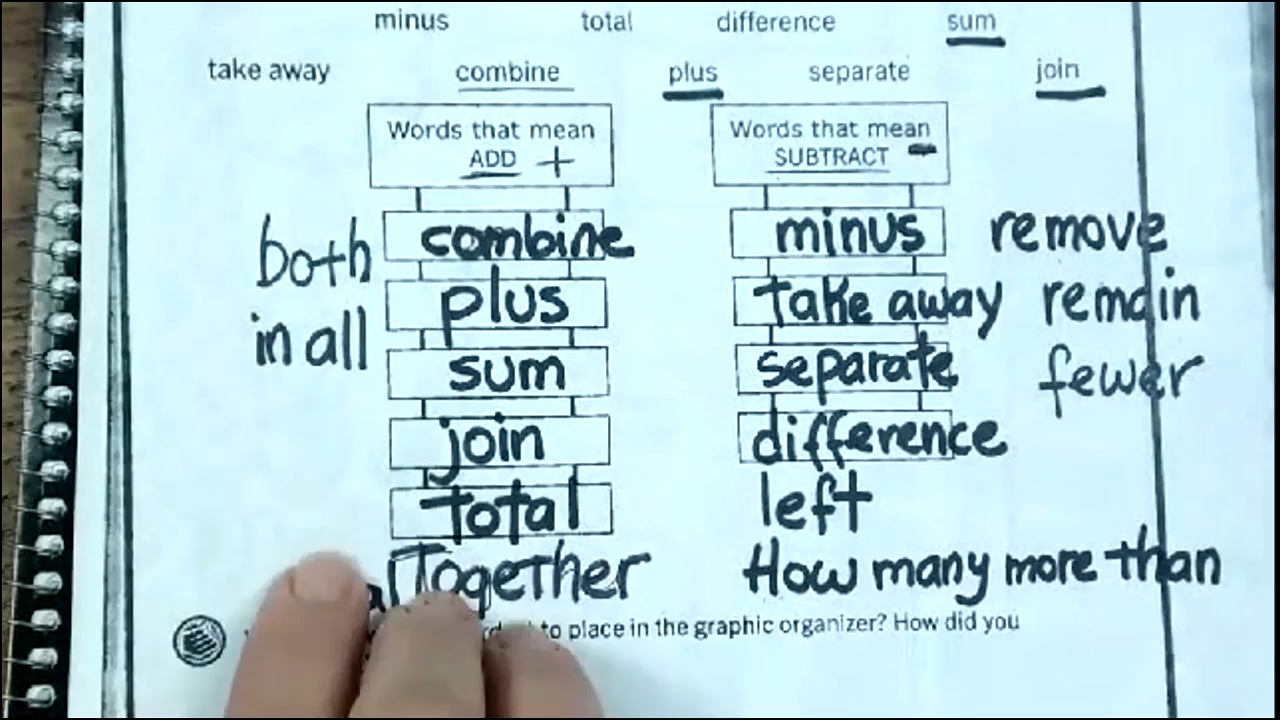 minus total difference sum
take away combine plus separate join
Words that mean
ADD +
Words that mean
SUBTRACT -
both
in all
combine
plus
sum
join
total
Together
minus
take away
separate
difference
left
How many more than
remove
remain
fewer
to place in the graphic organizer? How did you